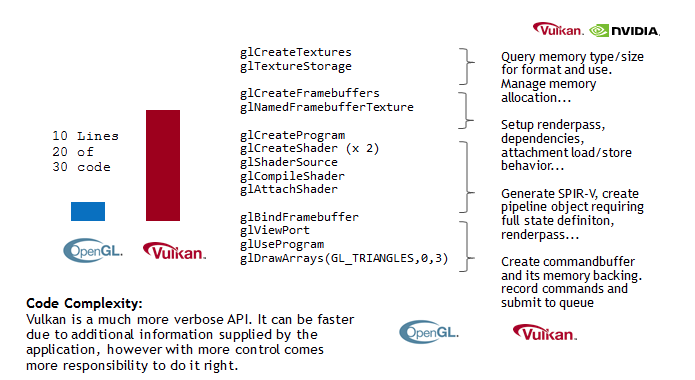 Vulkan. NVIDIA.
10 Lines
20 of
30 code
OpenGL. Vulkan.
glCreateTextures
glTextureStorage
glCreateFramebuffers
glNamedFramebufferTexture
glCreateProgram
glCreateShader (x 2)
glShaderSource
glCompileShader
glAttachShader
glBindFramebuffer
glViewPort
glUseProgram
glDrawArrays(GL_TRIANGLES,0,3)
Query memory type/size
for format and use.
Manage memory
allocation...
Setup renderpass,
dependencies,
attachment load/store
behavior...
Generate SPIR-V, create
pipeline object requiring
full state definiton,
renderpass...
Create commandbuffer
and its memory backing.
record commands and
submit to queue
Code Complexity:
Vulkan is a much more verbose API. It can be faster
due to additional information supplied by the
application, however with more control comes
more responsibility to do it right.
OpenGL. Vulkan.